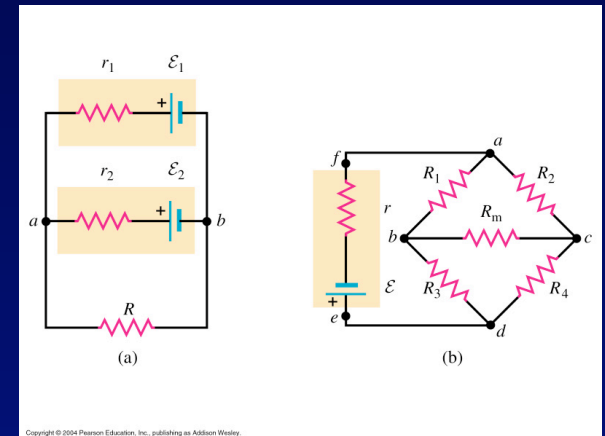 r1 ℰ1
+
r2 ℰ2
+
a b
R
(a)
a
f
R1 R2
r
Rm
b c
ℰ R3 R4
+
e
d
(b)
Copyright © 2004 Pearson Education, Inc., publishing as Addison Wesley.